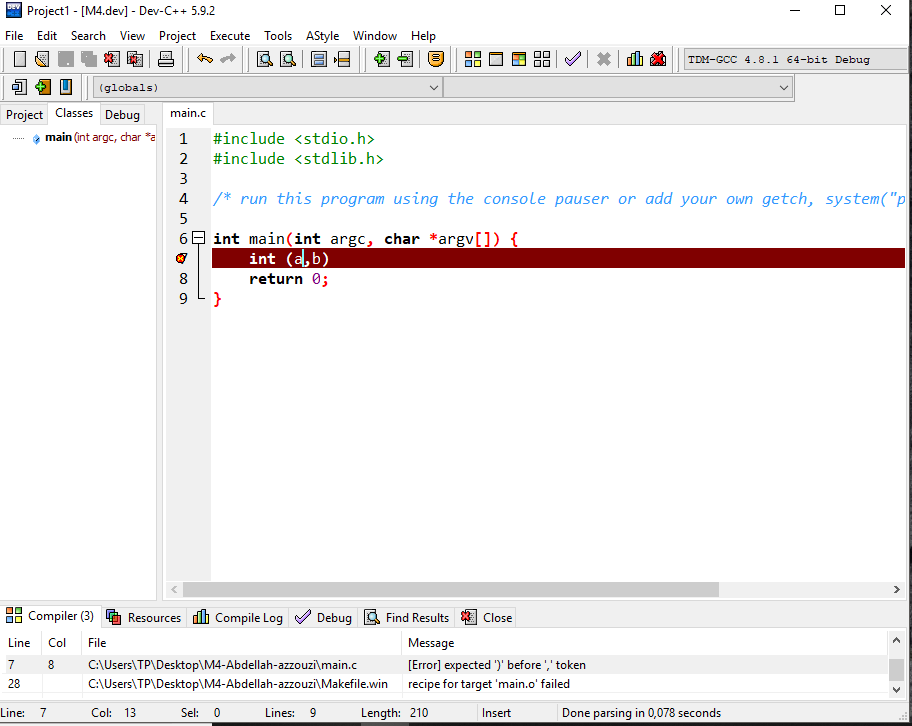 Project1 - [M4.dev] - Dev-C++ 5.9.2
File Edit Search View Project Execute Tools AStyle Window Help
TDM-GCC 4.8.1 64-bit Debug
(globals)
Project Classes Debug
main (int argc, char *a
main.c
1 #include <stdio.h>
2 #include <stdlib.h>
3
4 /* run this program using the console pauser or add your own getch, system("p
5
6 int main(int argc, char *argv[]) {
int (a,b)
8 return 0;
9 }
Compiler (3) Resources Compile Log Debug Find Results Close
Line Col File Message
7 8 C:\Users\TP\Desktop\M4-Abdellah-azzouzi\main.c [Error] expected ')' before ',' token
28 C:\Users\TP\Desktop\M4-Abdellah-azzouzi\Makefile.win recipe for target 'main.o' failed
Line: 7 Col: 13 Sel: 0 Lines: 9 Length: 210 Insert Done parsing in 0,078 seconds